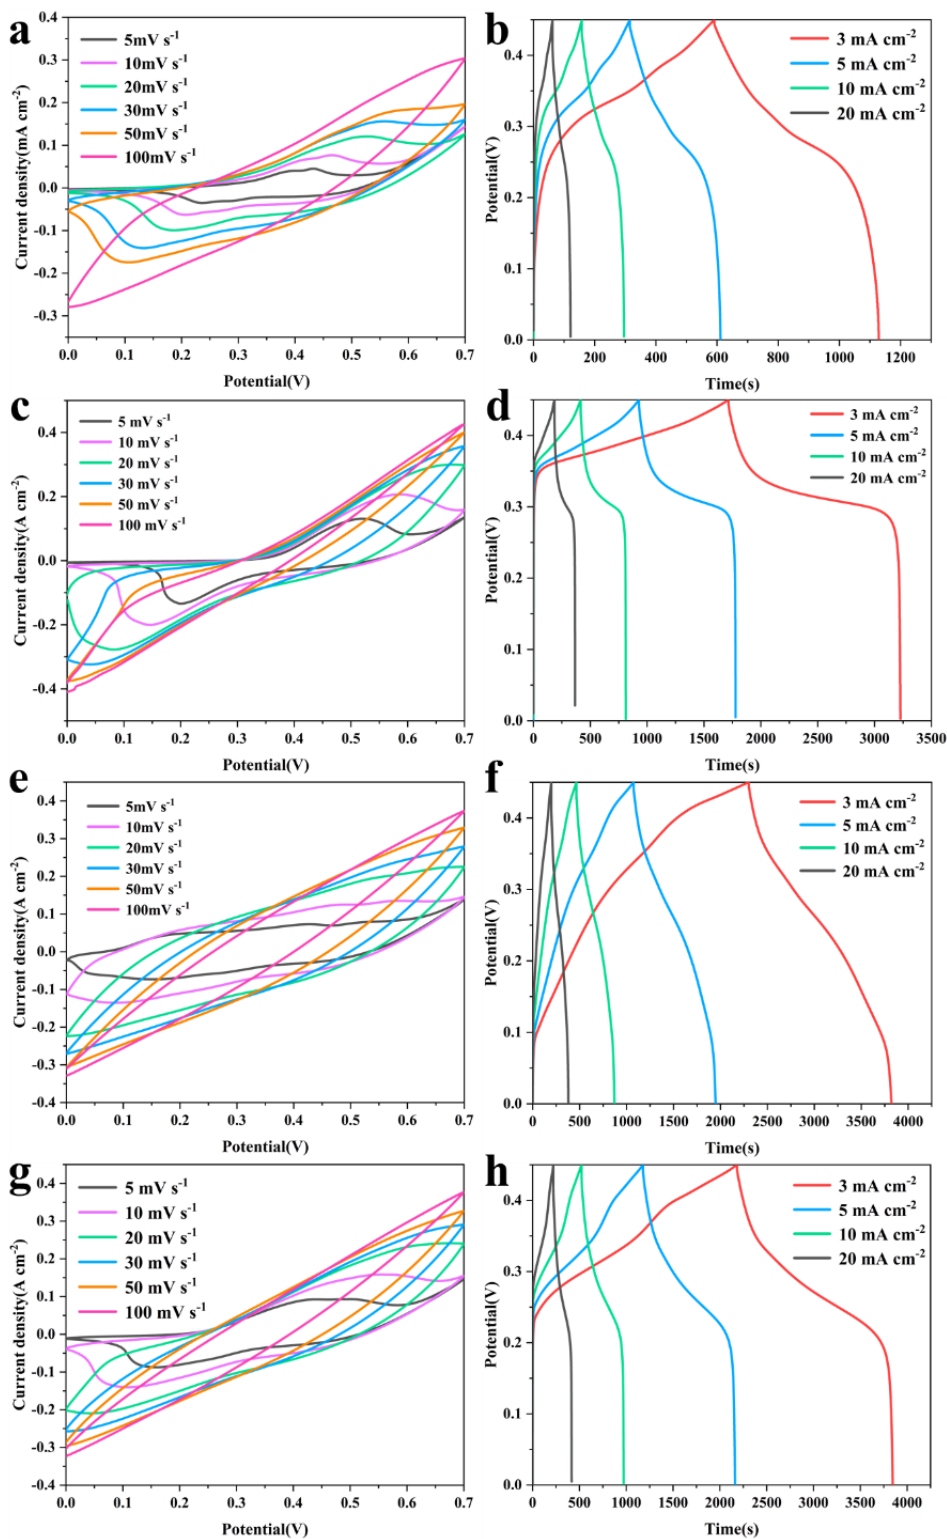 a
5mV s⁻¹
10mV s⁻¹
20mV s⁻¹
30mV s⁻¹
50mV s⁻¹
100mV s⁻¹
Current density(mA cm⁻²)
0.4
0.3
0.2
0.1
0.0
-0.1
-0.2
-0.3
0.0 0.1 0.2 0.3 0.4 0.5 0.6 0.7
Potential(V)
b
3 mA cm⁻²
5 mA cm⁻²
10 mA cm⁻²
20 mA cm⁻²
Potential(V)
0.4
0.3
0.2
0.1
0.0
0 200 400 600 800 1000 1200
Time(s)
c
5 mV s⁻¹
10 mV s⁻¹
20 mV s⁻¹
30 mV s⁻¹
50 mV s⁻¹
100 mV s⁻¹
Current density(A cm⁻²)
0.4
0.2
0.0
-0.2
-0.4
0.0 0.1 0.2 0.3 0.4 0.5 0.6 0.7
Potential(V)
d
3 mA cm⁻²
5 mA cm⁻²
10 mA cm⁻²
20 mA cm⁻²
Potential(V)
0.4
0.3
0.2
0.1
0.0
0 500 1000 1500 2000 2500 3000 3500
Time(s)
e
5mV s⁻¹
10mV s⁻¹
20mV s⁻¹
30mV s⁻¹
50mV s⁻¹
100mV s⁻¹
Current density(A cm⁻²)
0.4
0.3
0.2
0.1
0.0
-0.1
-0.2
-0.3
-0.4
0.0 0.1 0.2 0.3 0.4 0.5 0.6 0.7
Potential(V)
f
3 mA cm⁻²
5 mA cm⁻²
10 mA cm⁻²
20 mA cm⁻²
Potential(V)
0.4
0.3
0.2
0.1
0.0
0 500 1000 1500 2000 2500 3000 3500 4000
Time(s)
g
5 mV s⁻¹
10 mV s⁻¹
20 mV s⁻¹
30 mV s⁻¹
50 mV s⁻¹
100 mV s⁻¹
Current density(A cm⁻²)
0.4
0.3
0.2
0.1
0.0
-0.1
-0.2
-0.3
-0.4
0.0 0.1 0.2 0.3 0.4 0.5 0.6 0.7
Potential(V)
h
3 mA cm⁻²
5 mA cm⁻²
10 mA cm⁻²
20 mA cm⁻²
Potential(V)
0.4
0.3
0.2
0.1
0.0
0 500 1000 1500 2000 2500 3000 3500 4000
Time(s)